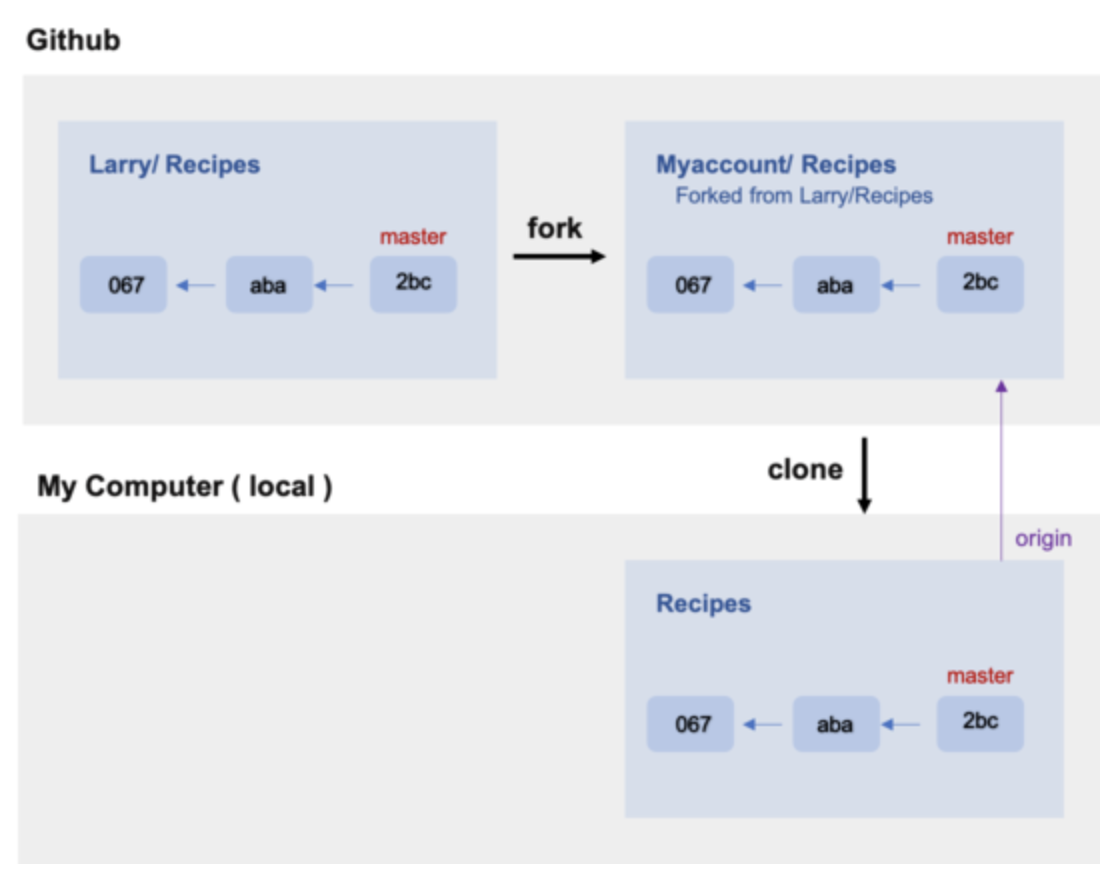 Github
Larry/ Recipes
master
067
aba
2bc
fork
Myaccount/ Recipes
Forked from Larry/Recipes
master
067
aba
2bc
clone
origin
My Computer ( local )
Recipes
master
067
aba
2bc